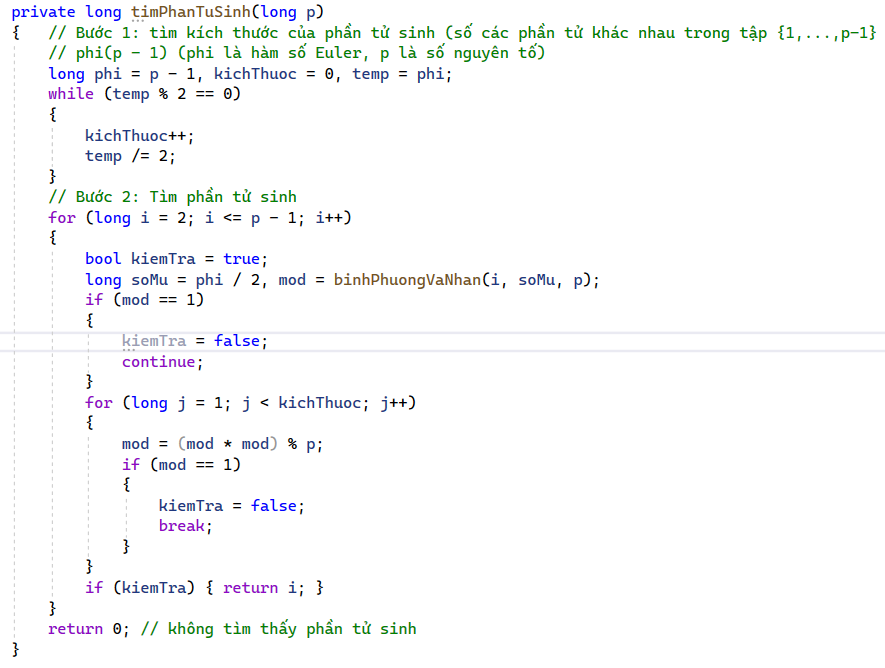 private long timPhanTuSinh(long p)
{   // Bước 1: tìm kích thước của phần tử sinh (số các phần tử khác nhau trong tập {1,...,p-1}
    // phi(p - 1) (phi là hàm số Euler, p là số nguyên tố)
    long phi = p - 1, kichThuoc = 0, temp = phi;
    while (temp % 2 == 0)
    {
        kichThuoc++;
        temp /= 2;
    }
    // Bước 2: Tìm phần tử sinh
    for (long i = 2; i <= p - 1; i++)
    {
        bool kiemTra = true;
        long soMu = phi / 2, mod = binhPhuongVaNhan(i, soMu, p);
        if (mod == 1)
        {
            kiemTra = false;
            continue;
        }
        for (long j = 1; j < kichThuoc; j++)
        {
            mod = (mod * mod) % p;
            if (mod == 1)
            {
                kiemTra = false;
                break;
            }
        }
        if (kiemTra) { return i; }
    }
    return 0; // không tìm thấy phần tử sinh
}